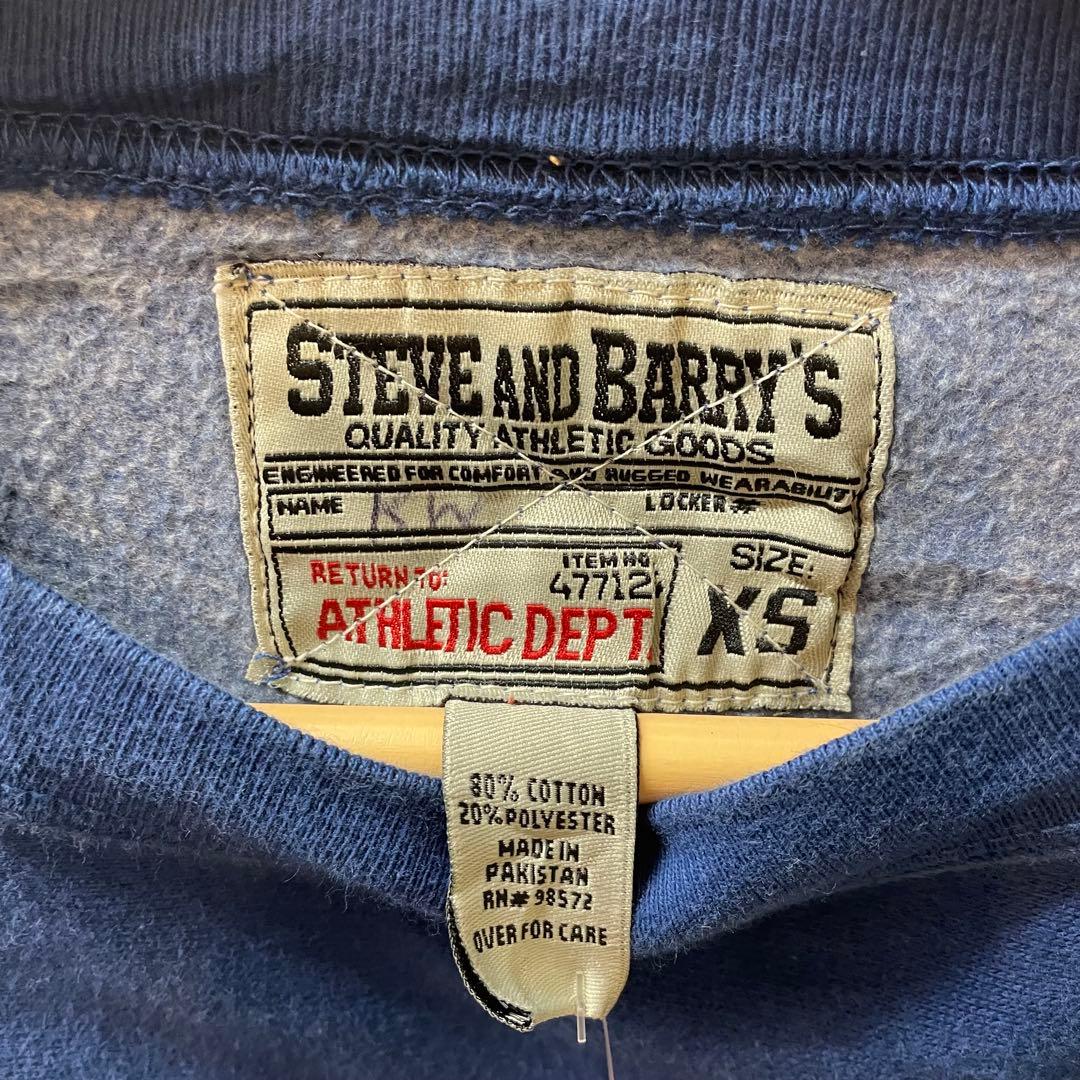 STEVE AND BARRY'S
QUALITY ATHLETIC GOODS
ENGINEERED FOR COMFORT AND RUGGED WEARABILITY
NAME KW LOCKER #
RETURN TO:
ATHLETIC DEPT.
ITEM NO
47712
SIZE:
XS
80% COTTON
20% POLYESTER
MADE IN
PAKISTAN
RN# 98572
OVER FOR CARE